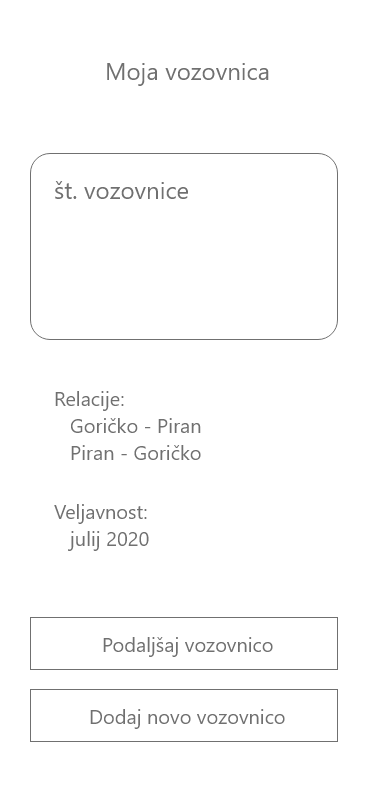 Moja vozovnica
št. vozovnice
Relacije:
Goričko - Piran
Piran - Goričko
Veljavnost:
julij 2020
Podaljšaj vozovnico
Dodaj novo vozovnico